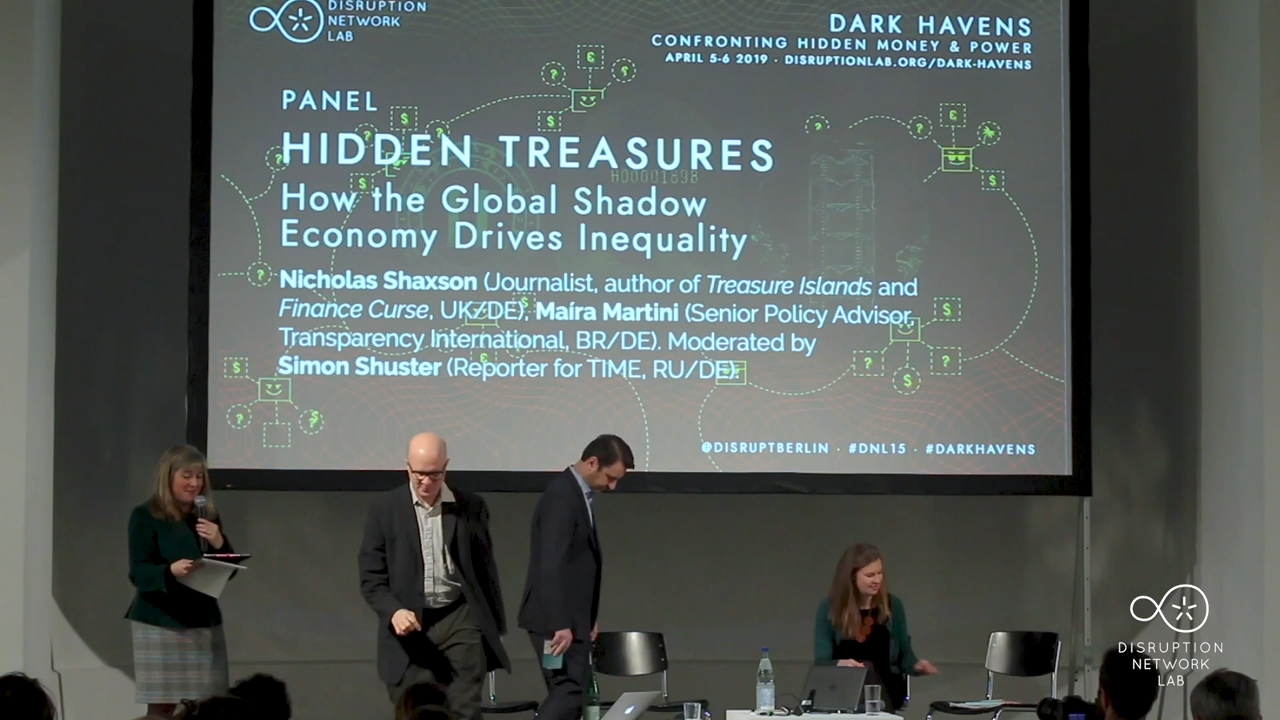 DISRUPTION
NETWORK
LAB
DARK HAVENS
CONFRONTING HIDDEN MONEY & POWER
APRIL 5-6 2019 · DISRUPTIONLAB.ORG/DARK-HAVENS
PANEL
HIDDEN TREASURES
H00001898
How the Global Shadow
Economy Drives Inequality
Nicholas Shaxson (Journalist, author of Treasure Islands and
Finance Curse, UK/DE), Maíra Martini (Senior Policy Advisor,
Transparency International, BR/DE). Moderated by
Simon Shuster (Reporter for TIME, RU/DE).
@DISRUPTBERLIN · #DNL15 · #DARKHAVENS
DISRUPTION
NETWORK
LAB